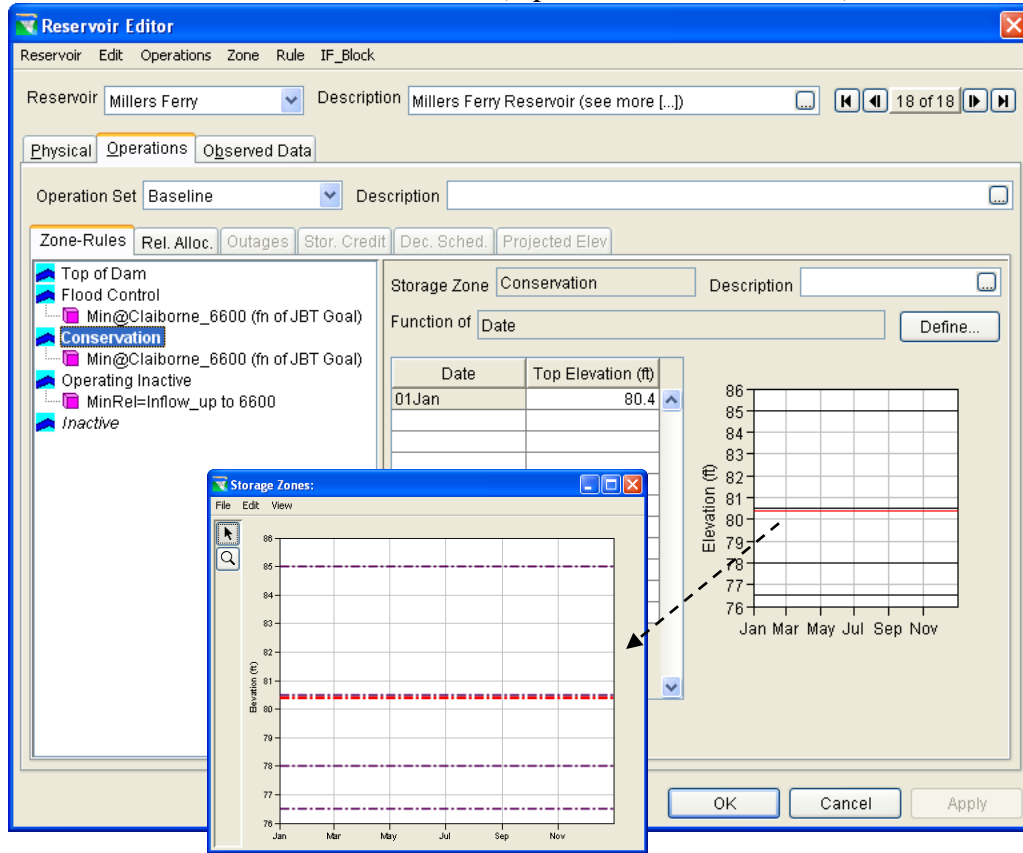 Reservoir Editor
Reservoir Edit Operations Zone Rule IF_Block
Reservoir Millers Ferry Description Millers Ferry Reservoir (see more [...]) ... 18 of 18
Physical Operations Observed Data
Operation Set Baseline Description ...
Zone-Rules Rel. Alloc. Outages Stor. Credit Dec. Sched. Projected Elev
Top of Dam
Flood Control
Min@Claiborne_6600 (fn of JBT Goal)
Conservation
Min@Claiborne_6600 (fn of JBT Goal)
Operating Inactive
MinRel=Inflow_up to 6600
Inactive
Storage Zone Conservation Description ...
Function of Date Define...
Date Top Elevation (ft)
01Jan 80.4
86
85
84
83
82
81
80
79
78
77
76
Elevation (ft)
Jan Mar May Jul Sep Nov
Storage Zones:
File Edit View
86
85
84
83
82
81
80
79
78
77
76
Elevation (ft)
Jan Mar May Jul Sep Nov
OK Cancel Apply